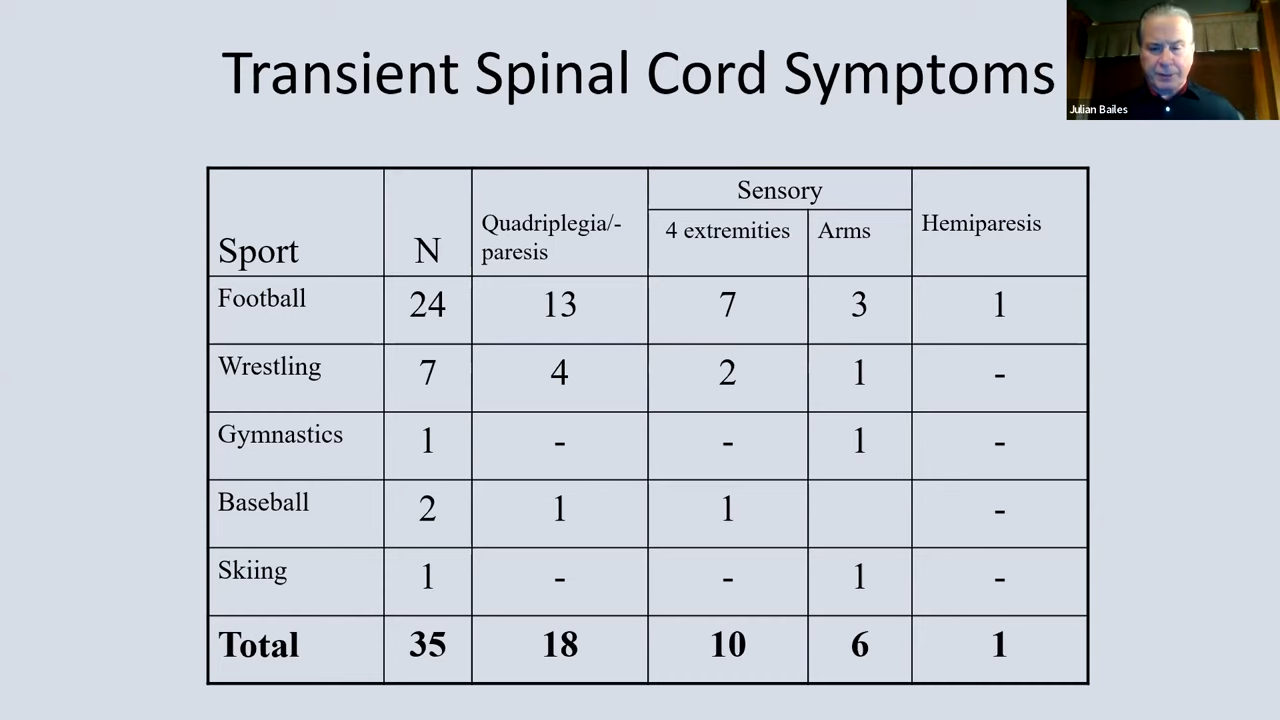 Transient Spinal Cord Symptoms
Julian Bailes
Sport N Quadriplegia/-
paresis Sensory Hemiparesis
4 extremities Arms
Football 24 13 7 3 1
Wrestling 7 4 2 1 -
Gymnastics 1 - - 1 -
Baseball 2 1 1 -
Skiing 1 - - 1 -
Total 35 18 10 6 1